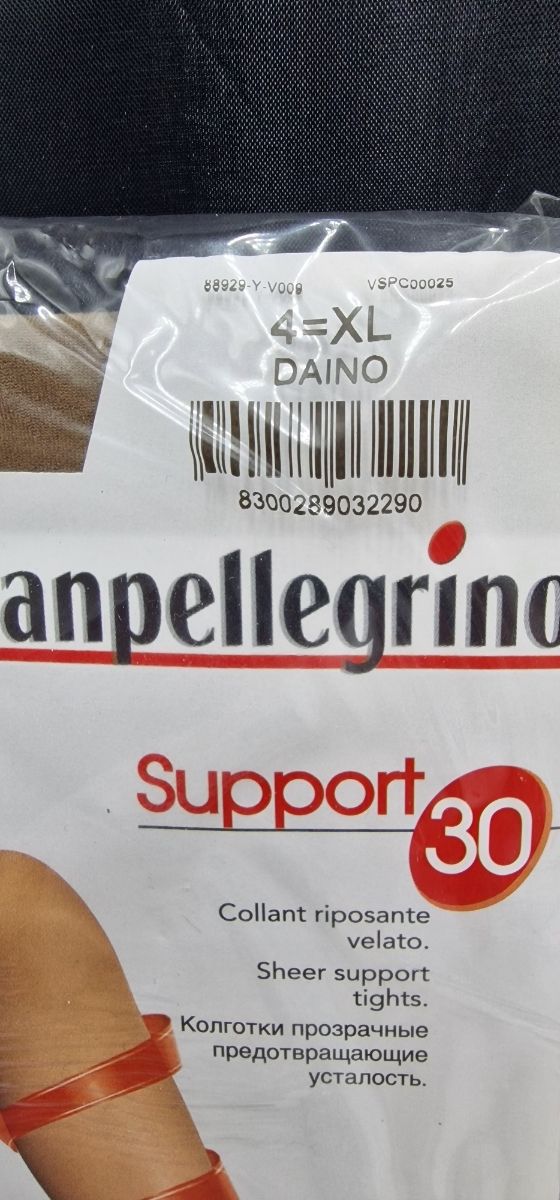 88929-Y-V009 VSPC00025
4=XL
DAINO
8300289032290
anpellegrino
Support 30
Collant riposante
velato.
Sheer support
tights.
Колготки прозрачные
предотвращающие
усталость.